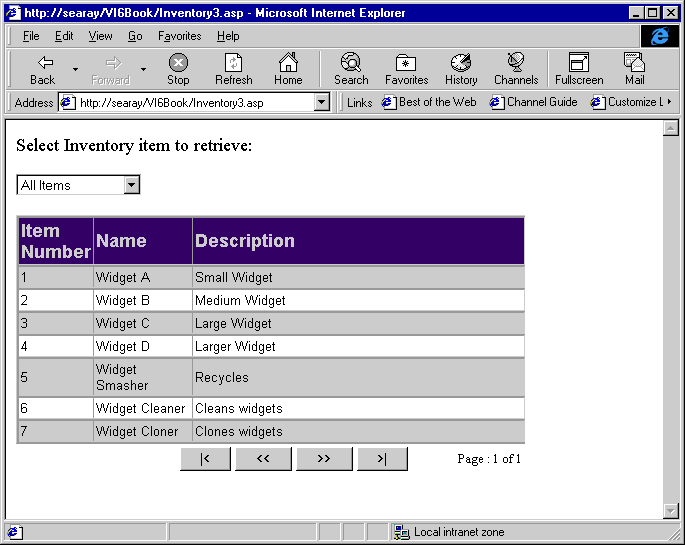 http://searay/VI6Book/Inventory3.asp - Microsoft Internet Explorer
File Edit View Go Favorites Help
Back Forward Stop Refresh Home Search Favorites History Channels Fullscreen Mail
Address http://searay/VI6Book/Inventory3.asp Links Best of the Web Channel Guide Customize L
Select Inventory item to retrieve:
All Items
Item Number Name Description
1 Widget A Small Widget
2 Widget B Medium Widget
3 Widget C Large Widget
4 Widget D Larger Widget
5 Widget Smasher Recycles
6 Widget Cleaner Cleans widgets
7 Widget Cloner Clones widgets
|< << >> >| Page : 1 of 1
Local intranet zone